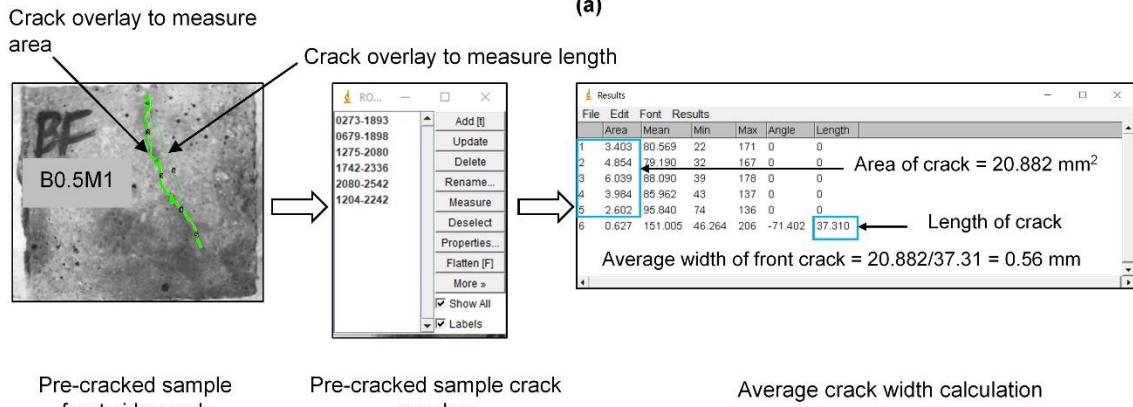 (a)
Crack overlay to measure
area
Crack overlay to measure length
BF
B0.5M1
RO...
0273-1893
0679-1898
1275-2080
1742-2336
2080-2542
1204-2242
Add [t]
Update
Delete
Rename...
Measure
Deselect
Properties...
Flatten [F]
More »
Show All
Labels
Results
File Edit Font Results
Area Mean Min Max Angle Length
1 3.403 80.569 22 171 0 0
2 4.854 79.190 32 167 0 0
3 6.039 88.090 39 178 0 0
4 3.984 85.962 43 137 0 0
5 2.602 95.840 74 136 0 0
6 0.627 151.005 46.264 206 -71.402 37.310
Area of crack = 20.882 mm²
Length of crack
Average width of front crack = 20.882/37.31 = 0.56 mm
Pre-cracked sample
Pre-cracked sample crack
Average crack width calculation